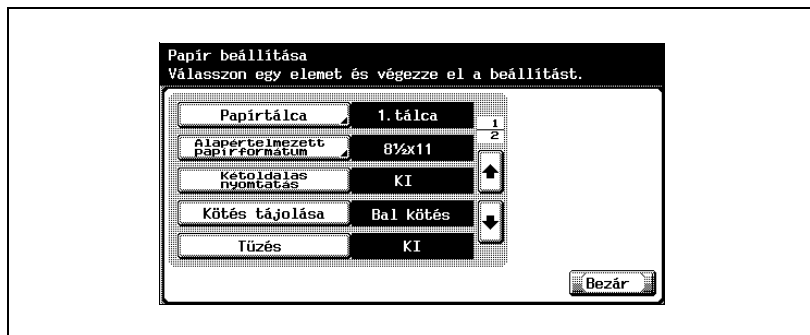 Papír beállítása
Válasszon egy elemet és végezze el a beállítást.
Papírtálca
1.tálca
1
2
Alapértelmezett
papírformátum
8½x11
Kétoldalas
nyomtatás
KI
Kötés tájolása
Bal kötés
Tűzés
KI
Bezár